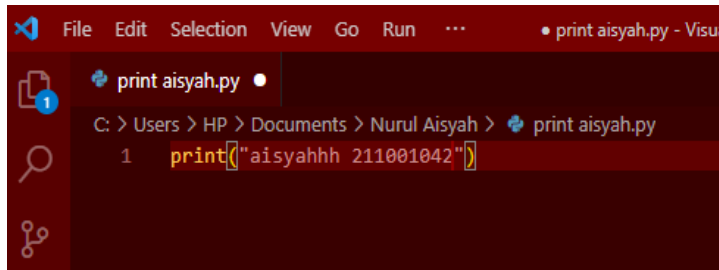 File Edit Selection View Go Run ··· ● print aisyah.py - Visu
print aisyah.py ●
C: > Users > HP > Documents > Nurul Aisyah > print aisyah.py
1 print("aisyahhh 211001042")
1